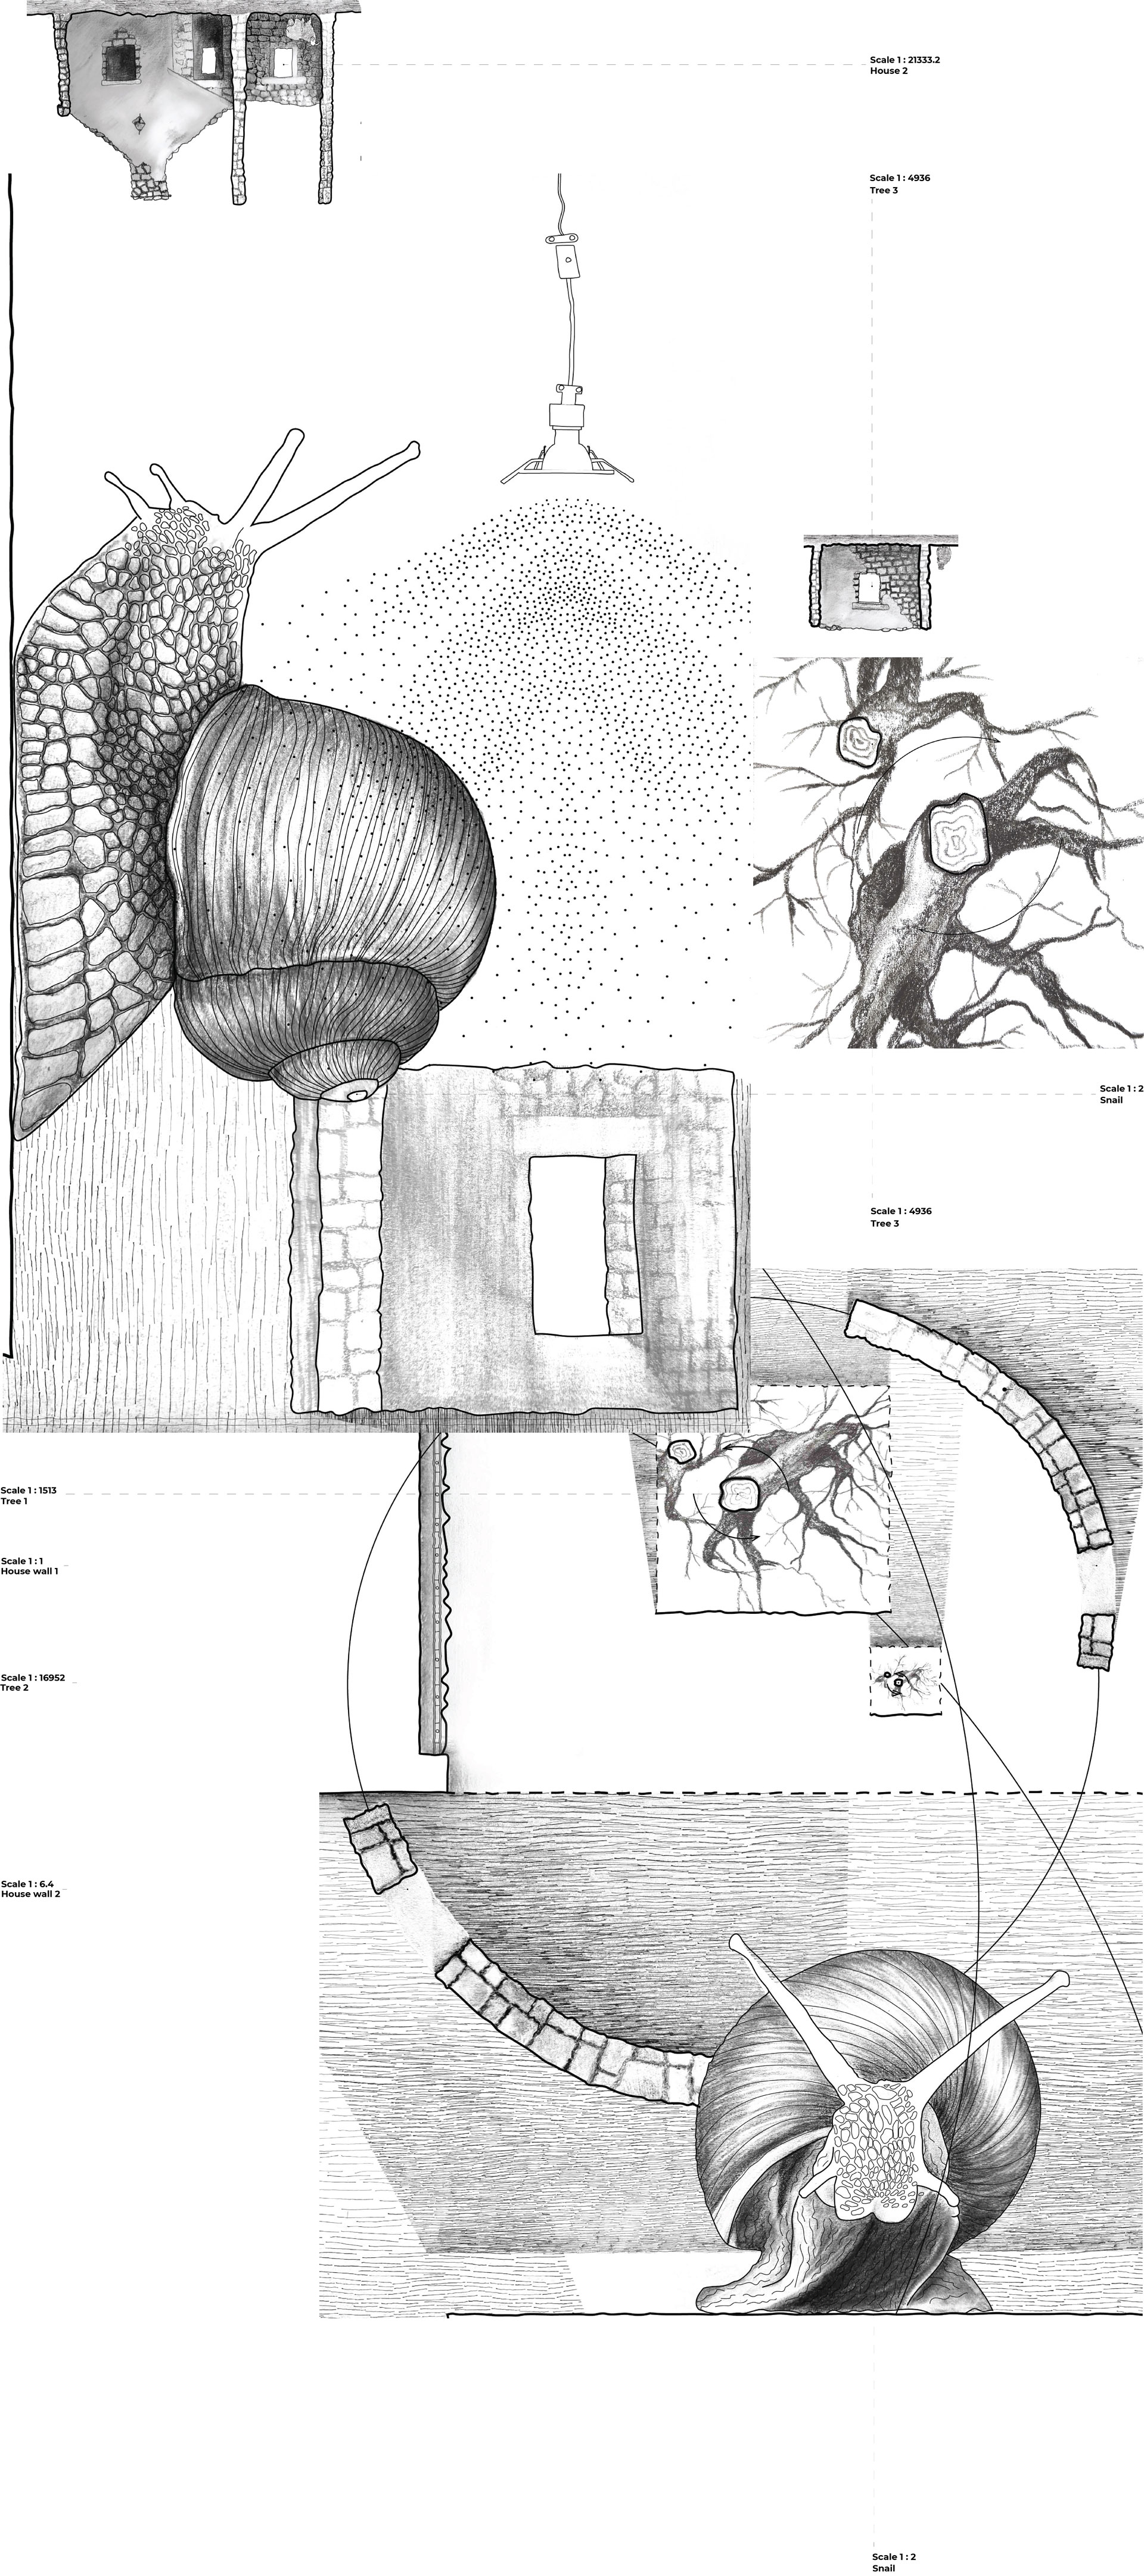 Scale 1 : 21333.2
House 2
Scale 1 : 4936
Tree 3
Scale 1 : 2
Snail
Scale 1 : 4936
Tree 3
Scale 1 : 1513
Tree 1
Scale 1 : 1
House wall 1
Scale 1 : 16952
Tree 2
Scale 1 : 6.4
House wall 2
Scale 1 : 2
Snail